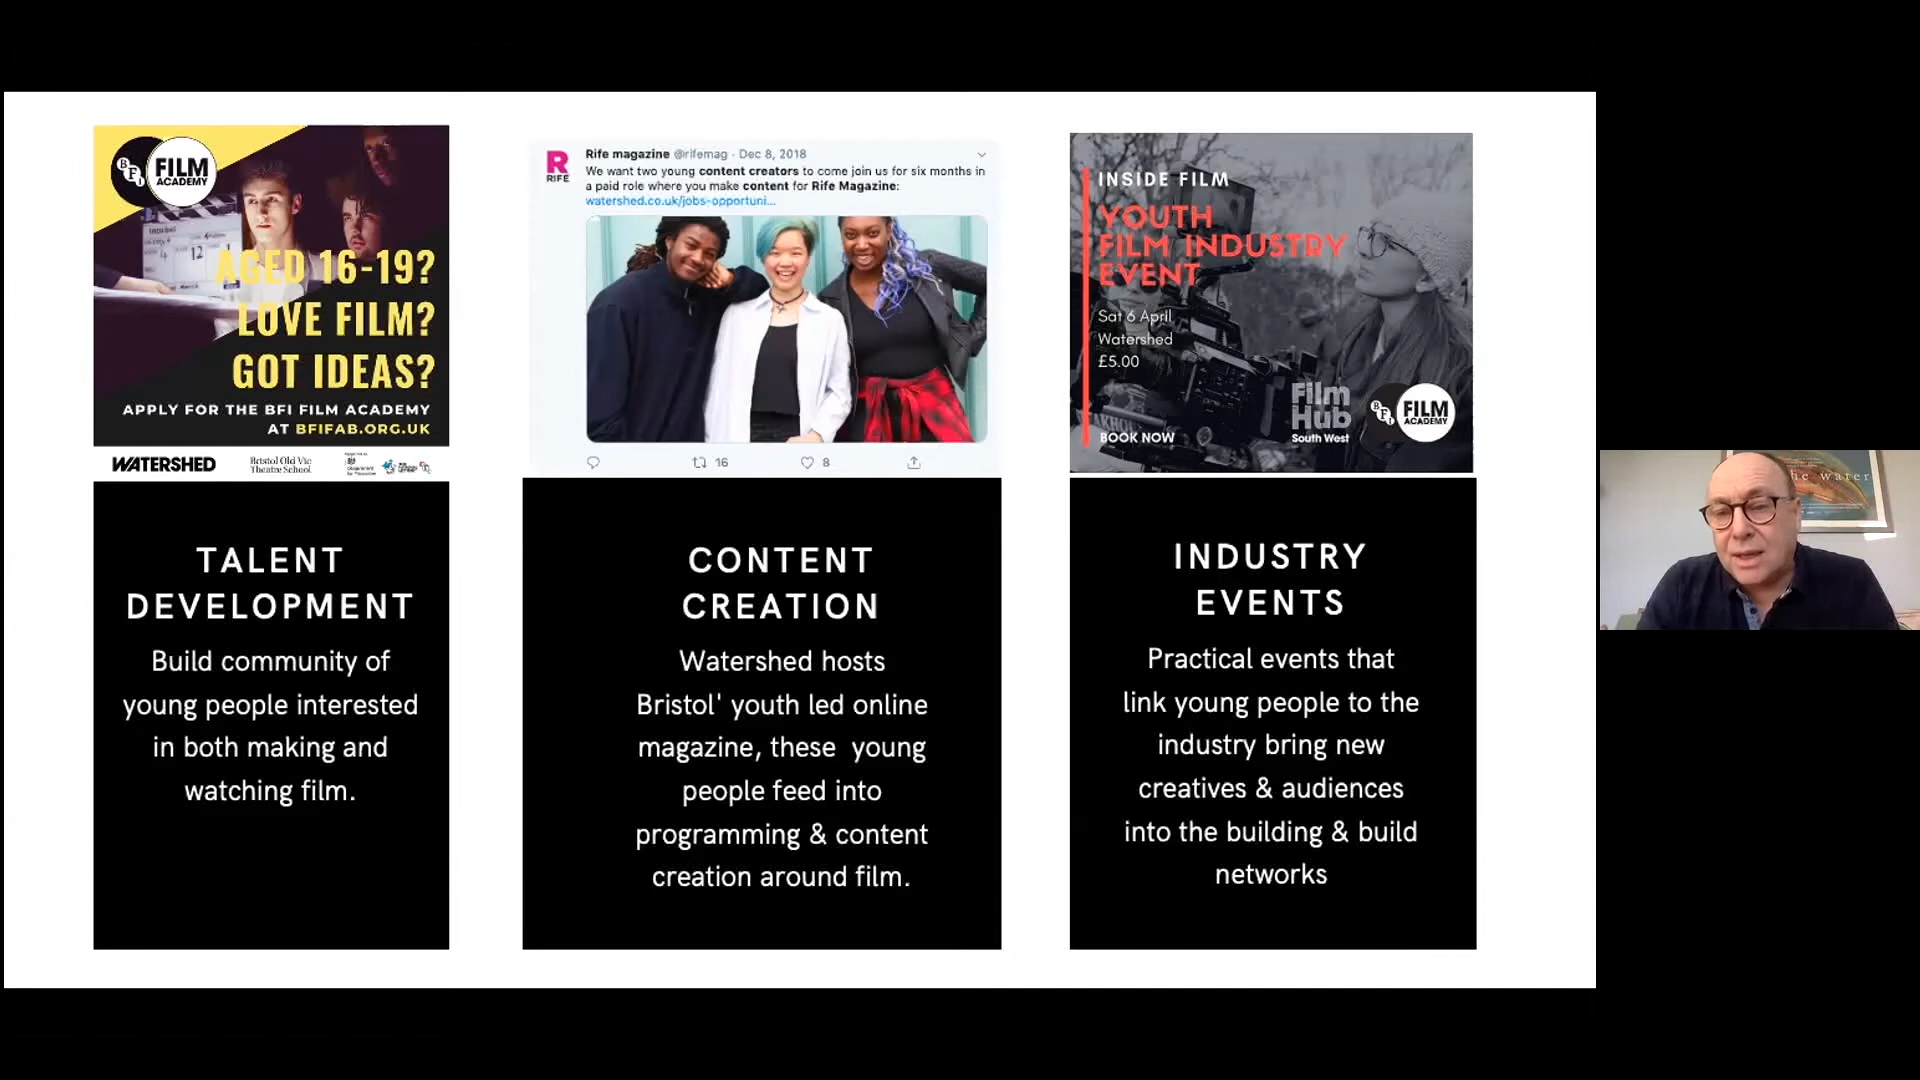 BFI
FILM
ACADEMY
AGED 16-19?
LOVE FILM?
GOT IDEAS?
APPLY FOR THE BFI FILM ACADEMY
AT BFIFAB.ORG.UK
WATERSHED
Bristol Old Vic
Theatre School
TALENT
DEVELOPMENT
Build community of
young people interested
in both making and
watching film.
R
RIFE
Rife magazine @rifemag · Dec 8, 2018
We want two young content creators to come join us for six months in
a paid role where you make content for Rife Magazine:
watershed.co.uk/jobs-opportuni...
16
8
CONTENT
CREATION
Watershed hosts
Bristol' youth led online
magazine, these young
people feed into
programming & content
creation around film.
INSIDE FILM
YOUTH
FILM INDUSTRY
EVENT
Sat 6 April
Watershed
£5.00
BOOK NOW
Film
Hub
South West
BFI
FILM
ACADEMY
INDUSTRY
EVENTS
Practical events that
link young people to the
industry bring new
creatives & audiences
into the building & build
networks
he water